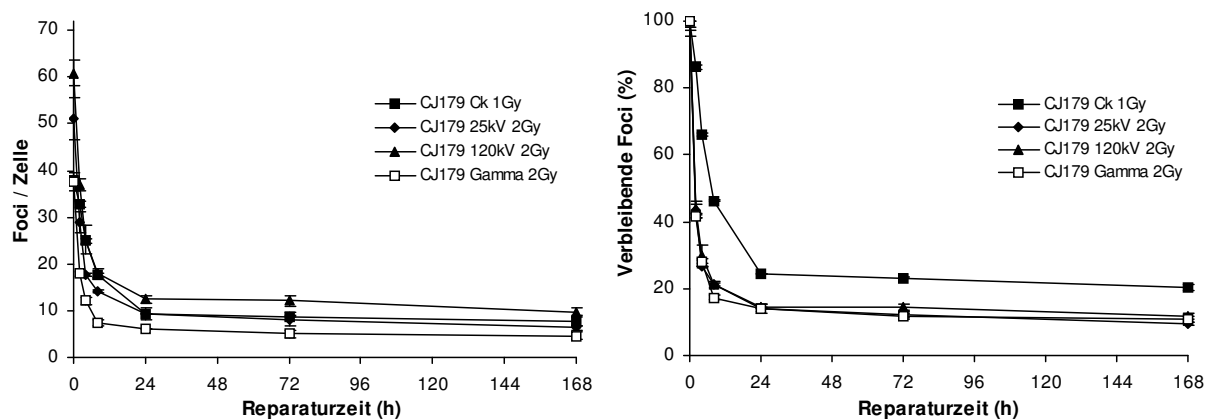 70
60
50
40
30
20
10
0
Foci / Zelle
CJ179 Ck 1Gy
CJ179 25kV 2Gy
CJ179 120kV 2Gy
CJ179 Gamma 2Gy
0 24 48 72 96 120 144 168
Reparaturzeit (h)
100
80
60
40
20
0
Verbleibende Foci (%)
CJ179 Ck 1Gy
CJ179 25kV 2Gy
CJ179 120kV 2Gy
CJ179 Gamma 2Gy
0 24 48 72 96 120 144 168
Reparaturzeit (h)